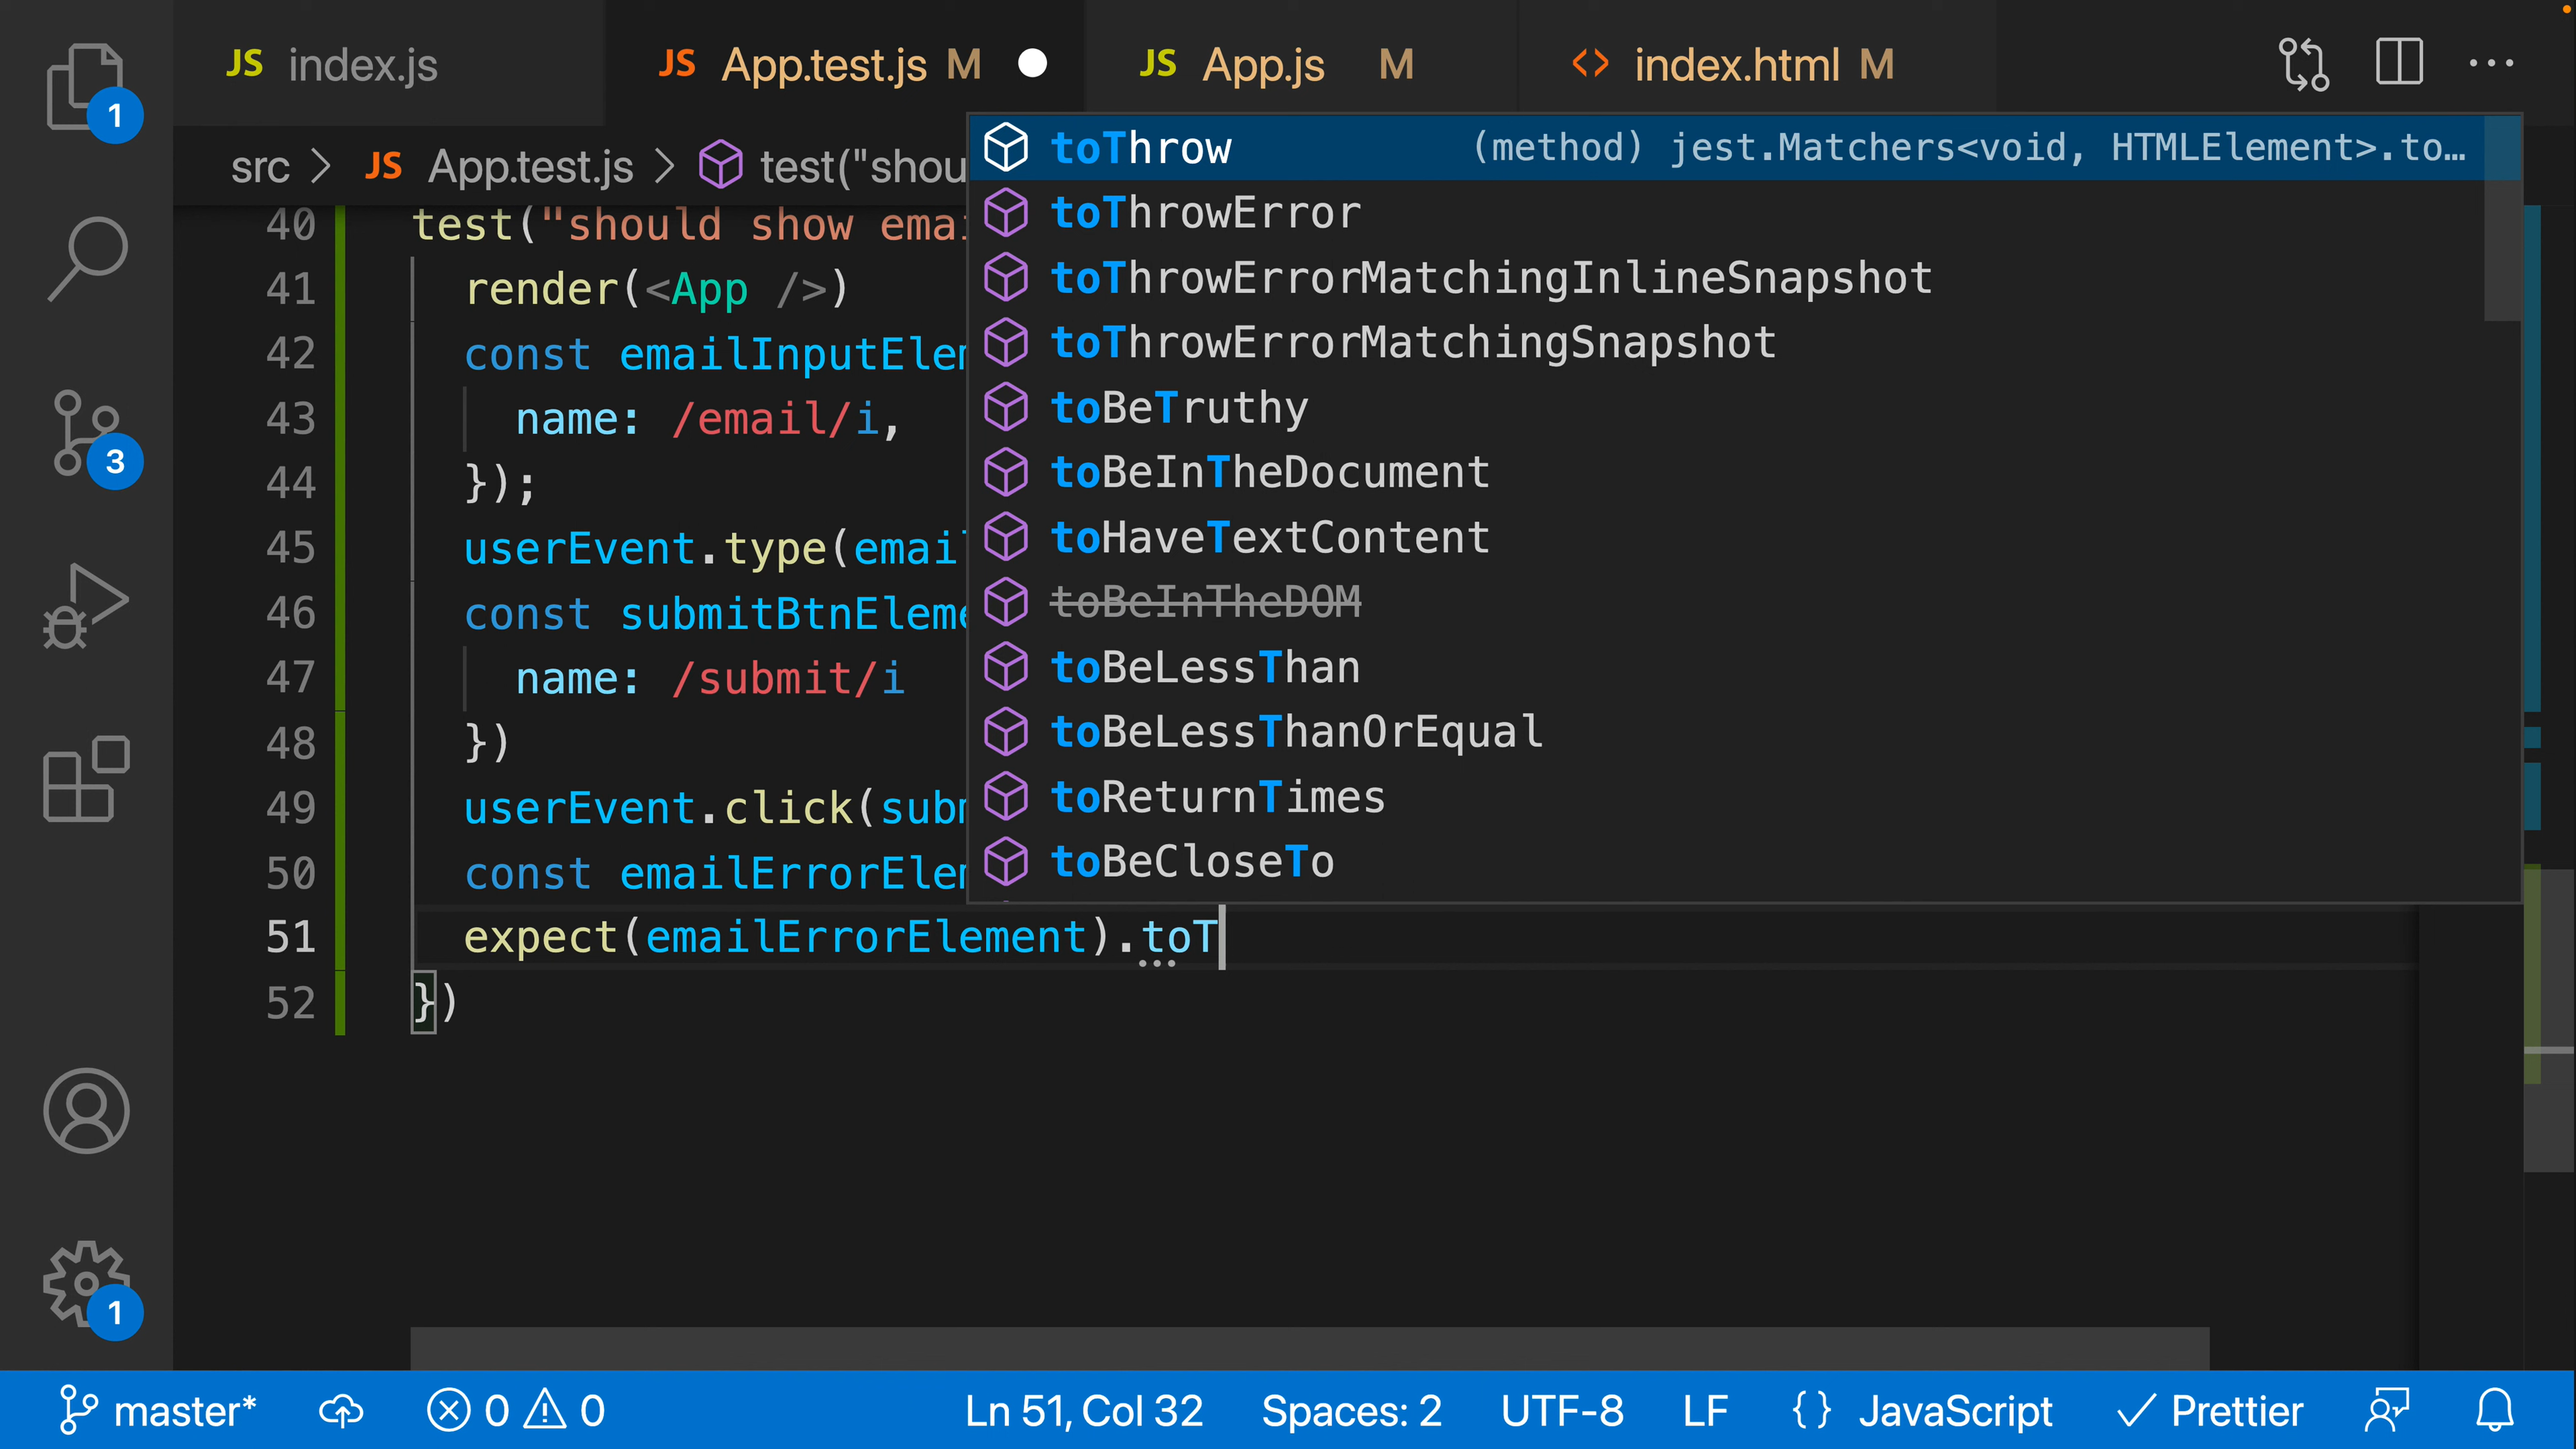 JS index.js
JS App.test.js M
JS App.js M
<> index.html M
src > JS App.test.js > test("shou
40 test("should show emai
41 render(<App />)
42 const emailInputElem
43 name: /email/i,
44 });
45 userEvent.type(email
46 const submitBtnEleme
47 name: /submit/i
48 })
49 userEvent.click(subm
50 const emailErrorElem
51 expect(emailErrorElement).toT
52 })
toThrow (method) jest.Matchers<void, HTMLElement>.to…
toThrowError
toThrowErrorMatchingInlineSnapshot
toThrowErrorMatchingSnapshot
toBeTruthy
toBeInTheDocument
toHaveTextContent
toBeInTheDOM
toBeLessThan
toBeLessThanOrEqual
toReturnTimes
toBeCloseTo
1
3
1
master* 0 0 Ln 51, Col 32 Spaces: 2 UTF-8 LF {} JavaScript Prettier